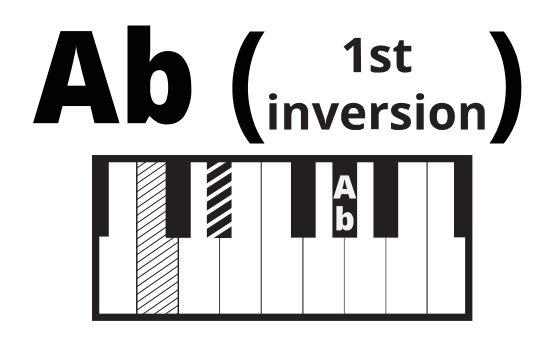 Ab (1st
inversion)
A
b